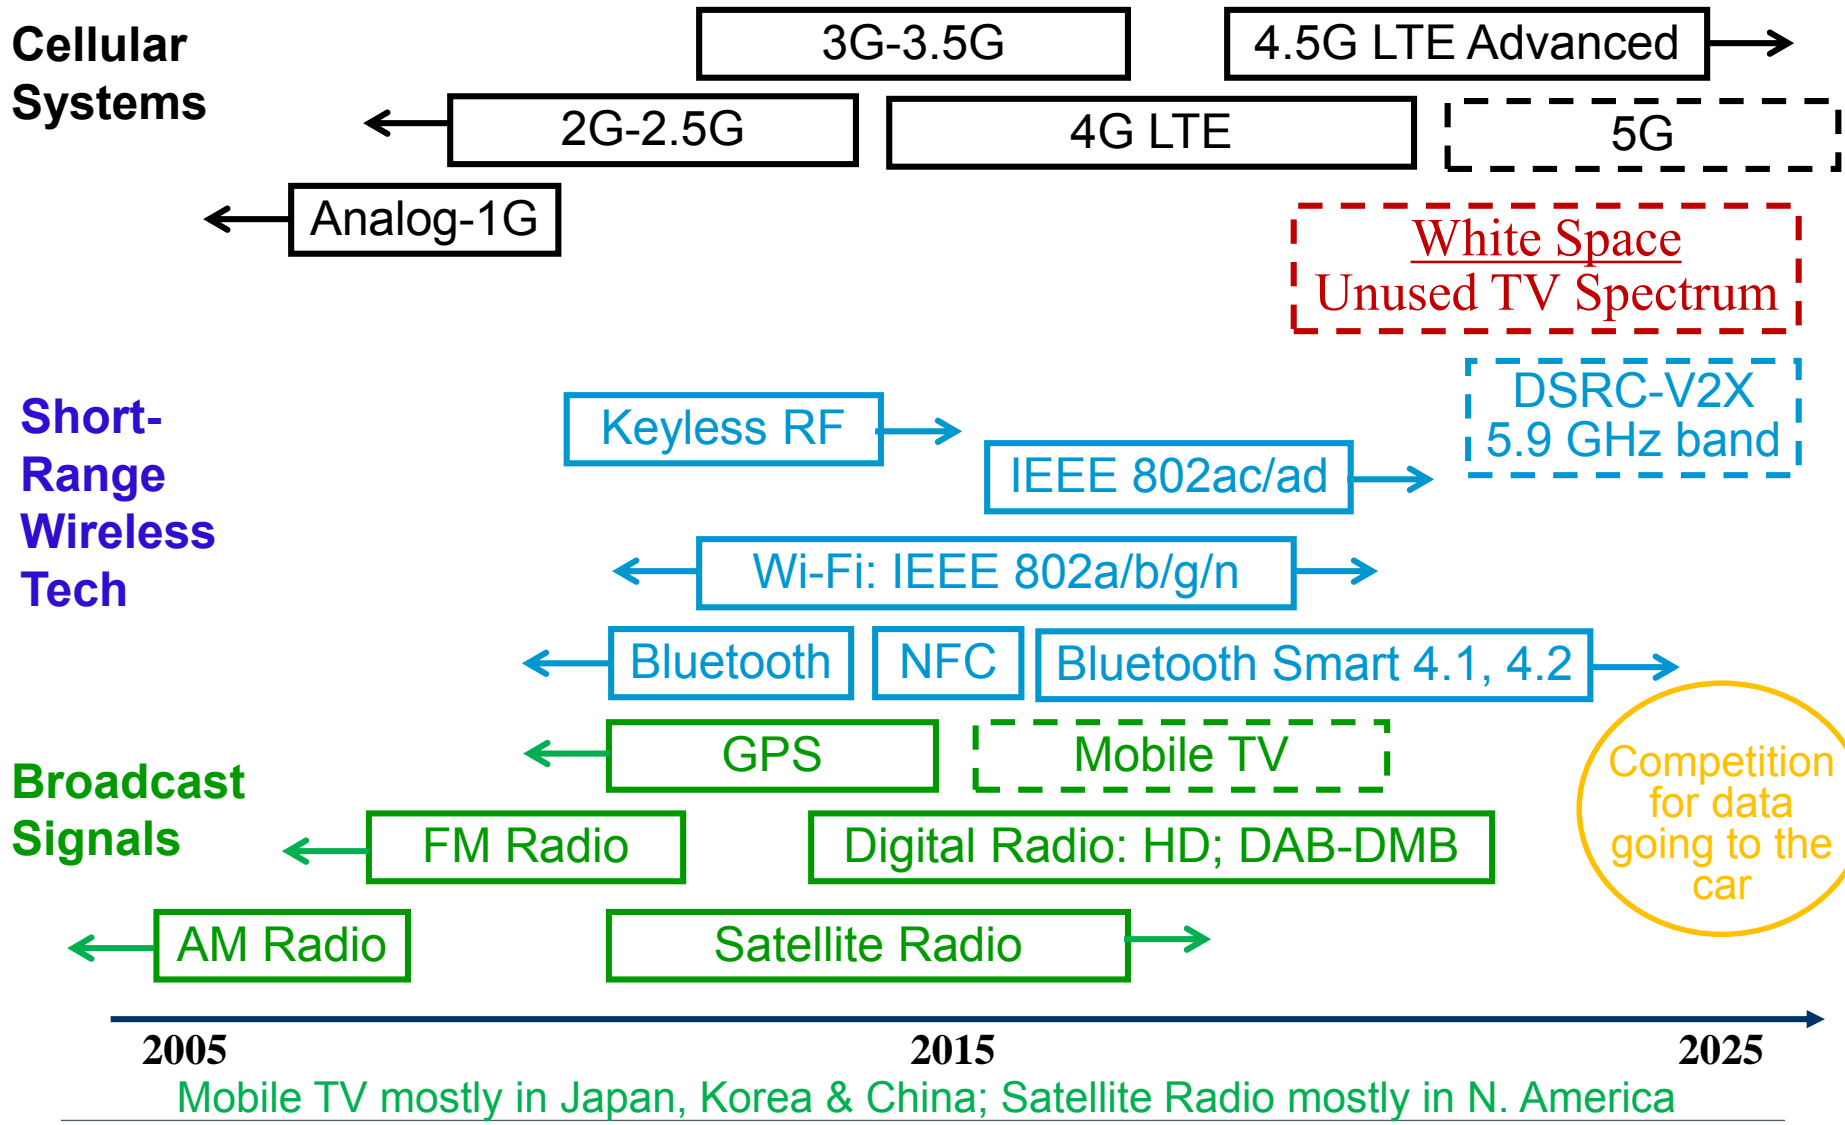 Cellular
Systems
3G-3.5G
4.5G LTE Advanced
2G-2.5G
4G LTE
5G
Analog-1G
White Space
Unused TV Spectrum
Short-
Range
Wireless
Tech
Keyless RF
DSRC-V2X
5.9 GHz band
IEEE 802ac/ad
Wi-Fi: IEEE 802a/b/g/n
Bluetooth
NFC
Bluetooth Smart 4.1, 4.2
Broadcast
Signals
GPS
Mobile TV
FM Radio
Digital Radio: HD; DAB-DMB
AM Radio
Satellite Radio
Competition
for data
going to the
car
2005
2015
2025
Mobile TV mostly in Japan, Korea & China; Satellite Radio mostly in N. America